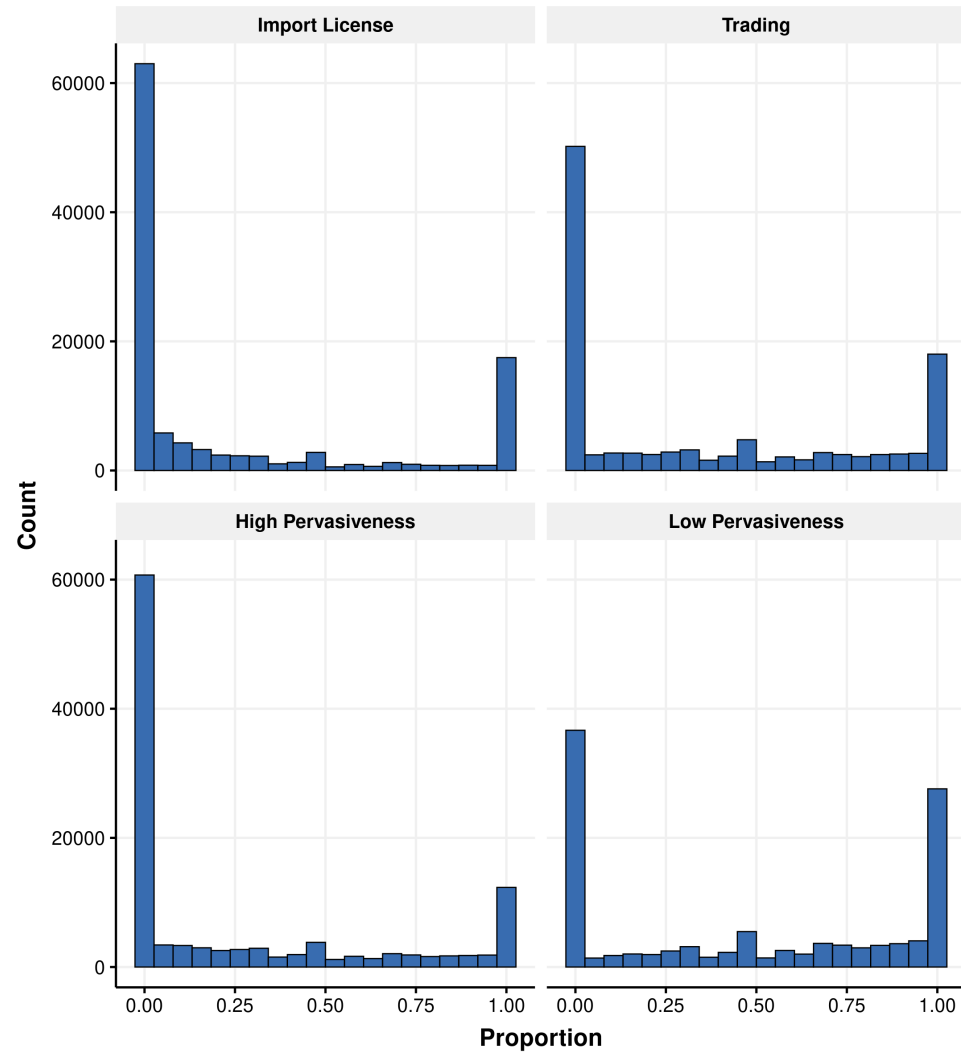 Import License
Trading
60000
40000
20000
0
High Pervasiveness
Low Pervasiveness
60000
40000
20000
0
0.00 0.25 0.50 0.75 1.00
0.00 0.25 0.50 0.75 1.00
Count
Proportion